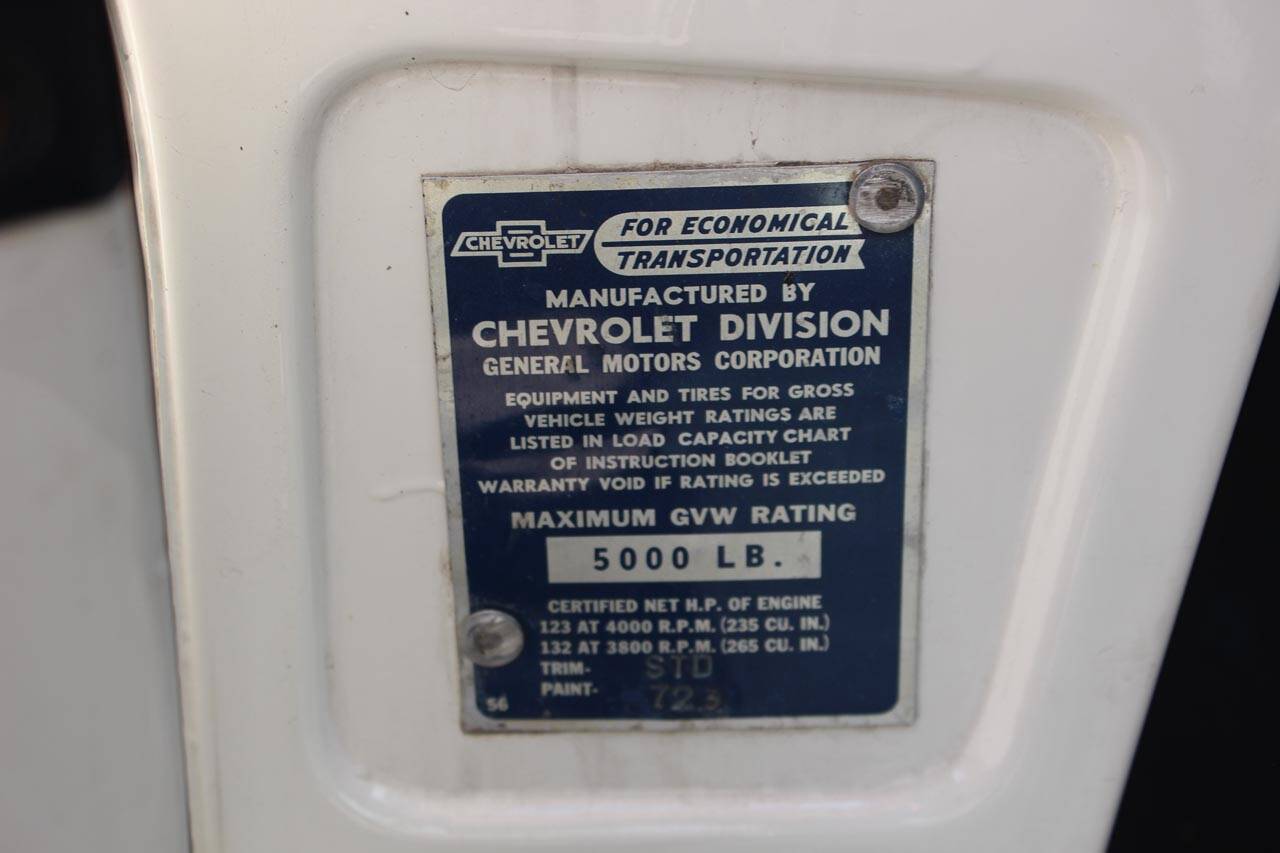 CHEVROLET
FOR ECONOMICAL
TRANSPORTATION
MANUFACTURED BY
CHEVROLET DIVISION
GENERAL MOTORS CORPORATION
EQUIPMENT AND TIRES FOR GROSS
VEHICLE WEIGHT RATINGS ARE
LISTED IN LOAD CAPACITY CHART
OF INSTRUCTION BOOKLET
WARRANTY VOID IF RATING IS EXCEEDED
MAXIMUM GVW RATING
5000 LB.
CERTIFIED NET H.P. OF ENGINE
123 AT 4000 R.P.M. (235 CU. IN.)
132 AT 3800 R.P.M. (265 CU. IN.)
TRIM- STD
PAINT- 723
56